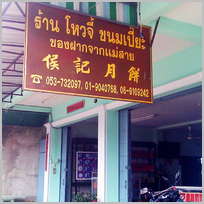 ร้าน โหวจี่ ขนมเปี๊ยะ
ของฝากจากแม่สาย
侯記月餅
☎ 053-732097, 01-9040768, 06-9169242